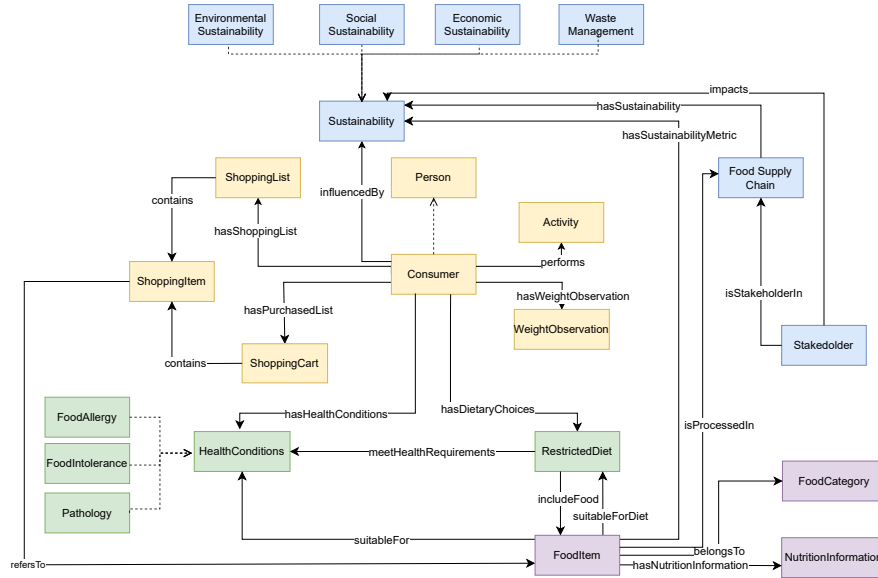 Environmental
Sustainability
Social
Sustainability
Economic
Sustainability
Waste
Management
impacts
hasSustainability
Sustainability
hasSustainabilityMetric
ShoppingList
Person
Food Supply
Chain
influencedBy
contains
Activity
hasShoppingList
performs
ShoppingItem
Consumer
hasWeightObservation
isStakeholderIn
hasPurchasedList
WeightObservation
Stakedolder
contains
ShoppingCart
FoodAllergy
hasHealthConditions
hasDietaryChoices
isProcessedIn
FoodIntolerance
HealthConditions
meetHealthRequirements
RestrictedDiet
FoodCategory
includeFood
Pathology
suitableForDiet
suitableFor
belongsTo
FoodItem
NutritionInformation
refersTo
hasNutritionInformation